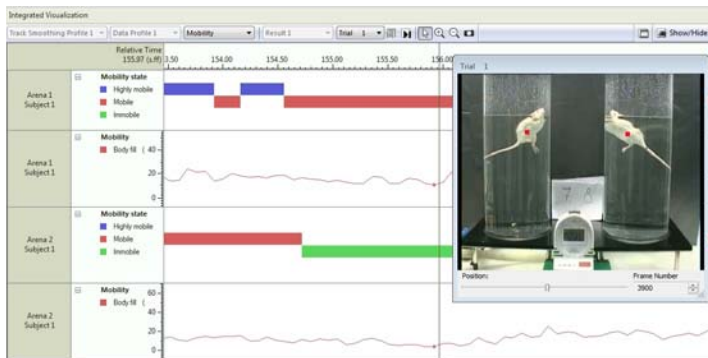 Integrated Visualization
Track Smoothing Profile 1 Data Profile 1 Mobility Result 1 Trial 1 Show/Hide
Relative Time
155.97 (s.ff)
3.50 154.00 154.50 155.00 155.50 156.00
Trial 1
Arena 1
Subject 1
Mobility state
Highly mobile
Mobile
Immobile
Arena 1
Subject 1
Mobility
Body fill (
40
20
0
Arena 2
Subject 1
Mobility state
Highly mobile
Mobile
Immobile
7 8
Position:
Frame Number
3900
Arena 2
Subject 1
Mobility
Body fill (
60
40
20
0